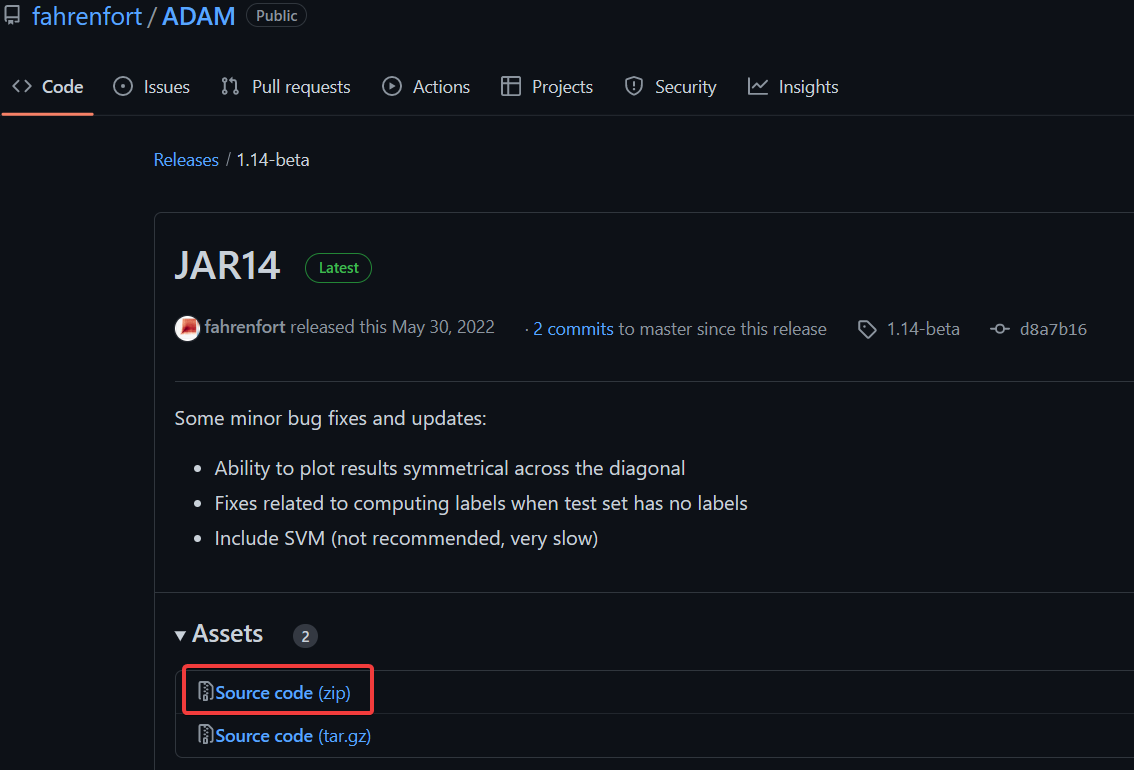 fahrenfort / ADAM Public
Code Issues Pull requests Actions Projects Security Insights
Releases / 1.14-beta
JAR14 Latest
fahrenfort released this May 30, 2022 · 2 commits to master since this release 1.14-beta d8a7b16
Some minor bug fixes and updates:
• Ability to plot results symmetrical across the diagonal
• Fixes related to computing labels when test set has no labels
• Include SVM (not recommended, very slow)
Assets 2
Source code (zip)
Source code (tar.gz)